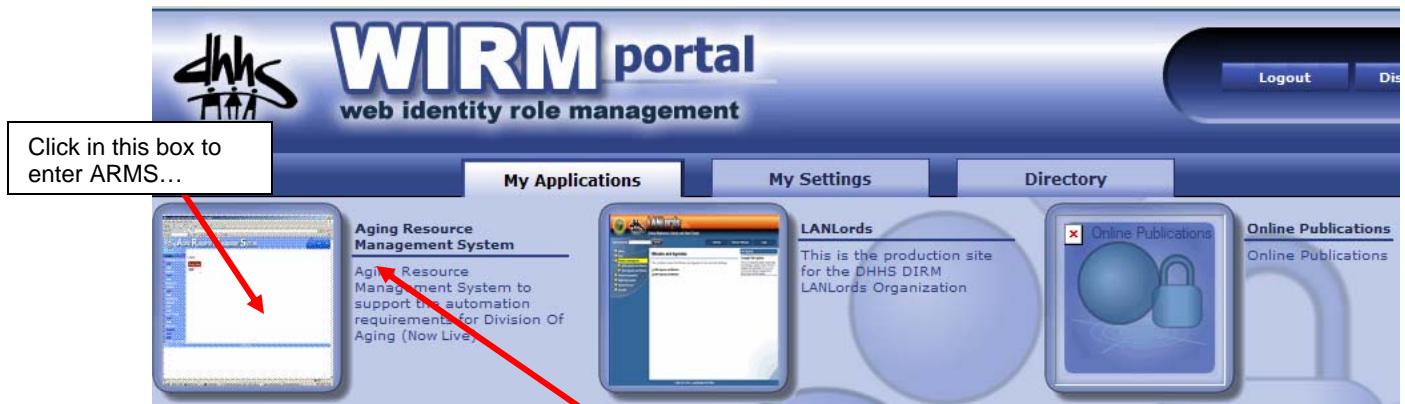 dhhs
WIRM portal
web identity role management
Logout
Dis
Click in this box to
enter ARMS…
My Applications
My Settings
Directory
Aging Resource
Management System
Aging Resource
Management System to
support the automation
requirements for Division Of
Aging (Now Live)
LANLords
LANLords
This is the production site
for the DHHS DIRM
LANLords Organization
Online Publications
Online Publications
Online Publications